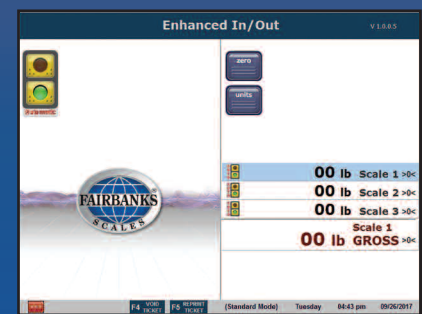 Enhanced In/Out
V 1.0.0.5
zero
units
Automatic
FAIRBANKS
SCALES
00 lb Scale 1 >0<
00 lb Scale 2 >0<
00 lb Scale 3 >0<
Scale 1
00 lb GROSS >0<
F4 VOID TICKET
F5 REPRINT TICKET
(Standard Mode) Tuesday 04:43 pm 09/26/2017